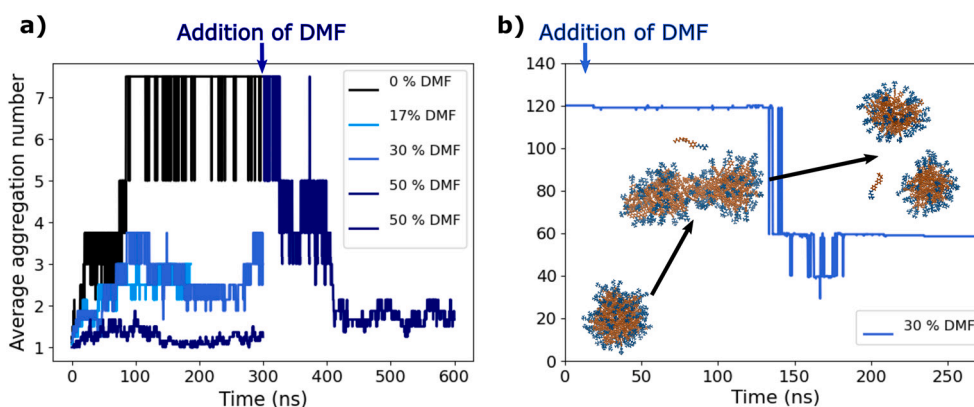 a)
Addition of DMF
Average aggregation number
7
6
5
4
3
2
1
0 % DMF
17% DMF
30 % DMF
50 % DMF
50 % DMF
0
100
200
300
400
500
600
Time (ns)
b)
Addition of DMF
140
120
100
80
60
40
20
0
30 % DMF
0
50
100
150
200
250
Time (ns)